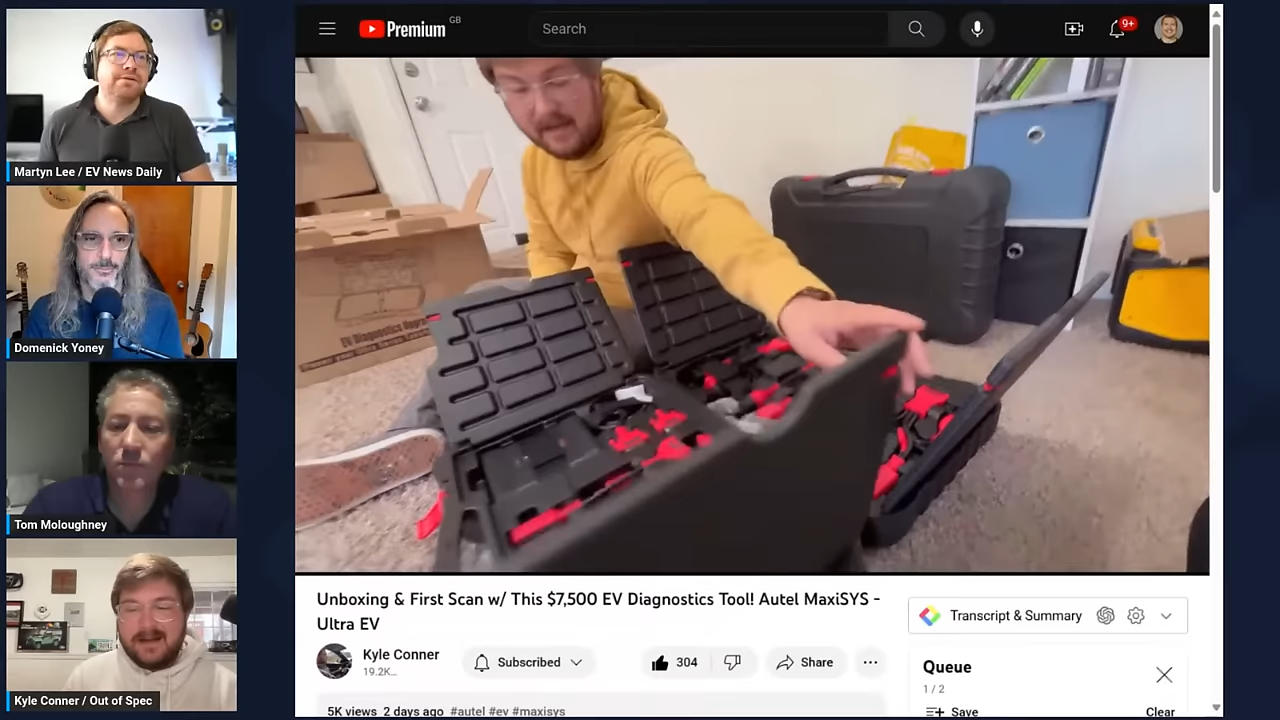 Martyn Lee / EV News Daily
Domenick Yoney
Tom Moloughney
Kyle Conner / Out of Spec
Premium GB
Search
9+
EV Diagnostics
Unboxing & First Scan w/ This $7,500 EV Diagnostics Tool! Autel MaxiSYS -
Ultra EV
Kyle Conner
19.2K...
Subscribed
304
Share
...
5K views 2 days ago #autel #ev #maxisys
Transcript & Summary
Queue
1 / 2
Save
Clear